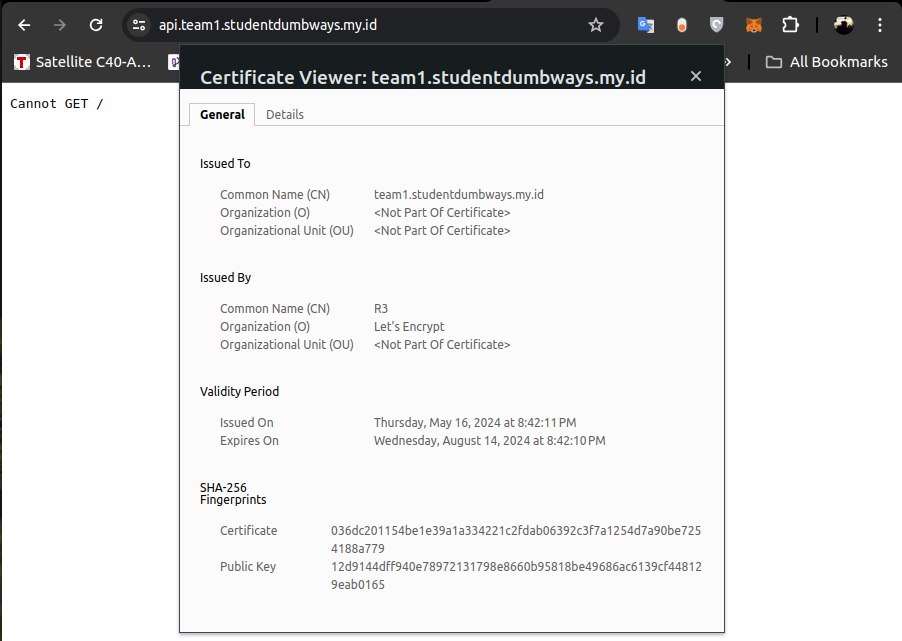 api.team1.studentdumbways.my.id
Satellite C40-A...
All Bookmarks
Cannot GET /
Certificate Viewer: team1.studentdumbways.my.id
General Details
Issued To
Common Name (CN) team1.studentdumbways.my.id
Organization (O) <Not Part Of Certificate>
Organizational Unit (OU) <Not Part Of Certificate>
Issued By
Common Name (CN) R3
Organization (O) Let's Encrypt
Organizational Unit (OU) <Not Part Of Certificate>
Validity Period
Issued On Thursday, May 16, 2024 at 8:42:11 PM
Expires On Wednesday, August 14, 2024 at 8:42:10 PM
SHA-256
Fingerprints
Certificate 036dc201154be1e39a1a334221c2fdab06392c3f7a1254d7a90be725
4188a779
Public Key 12d9144dff940e78972131798e8660b95818be49686ac6139cf44812
9eab0165